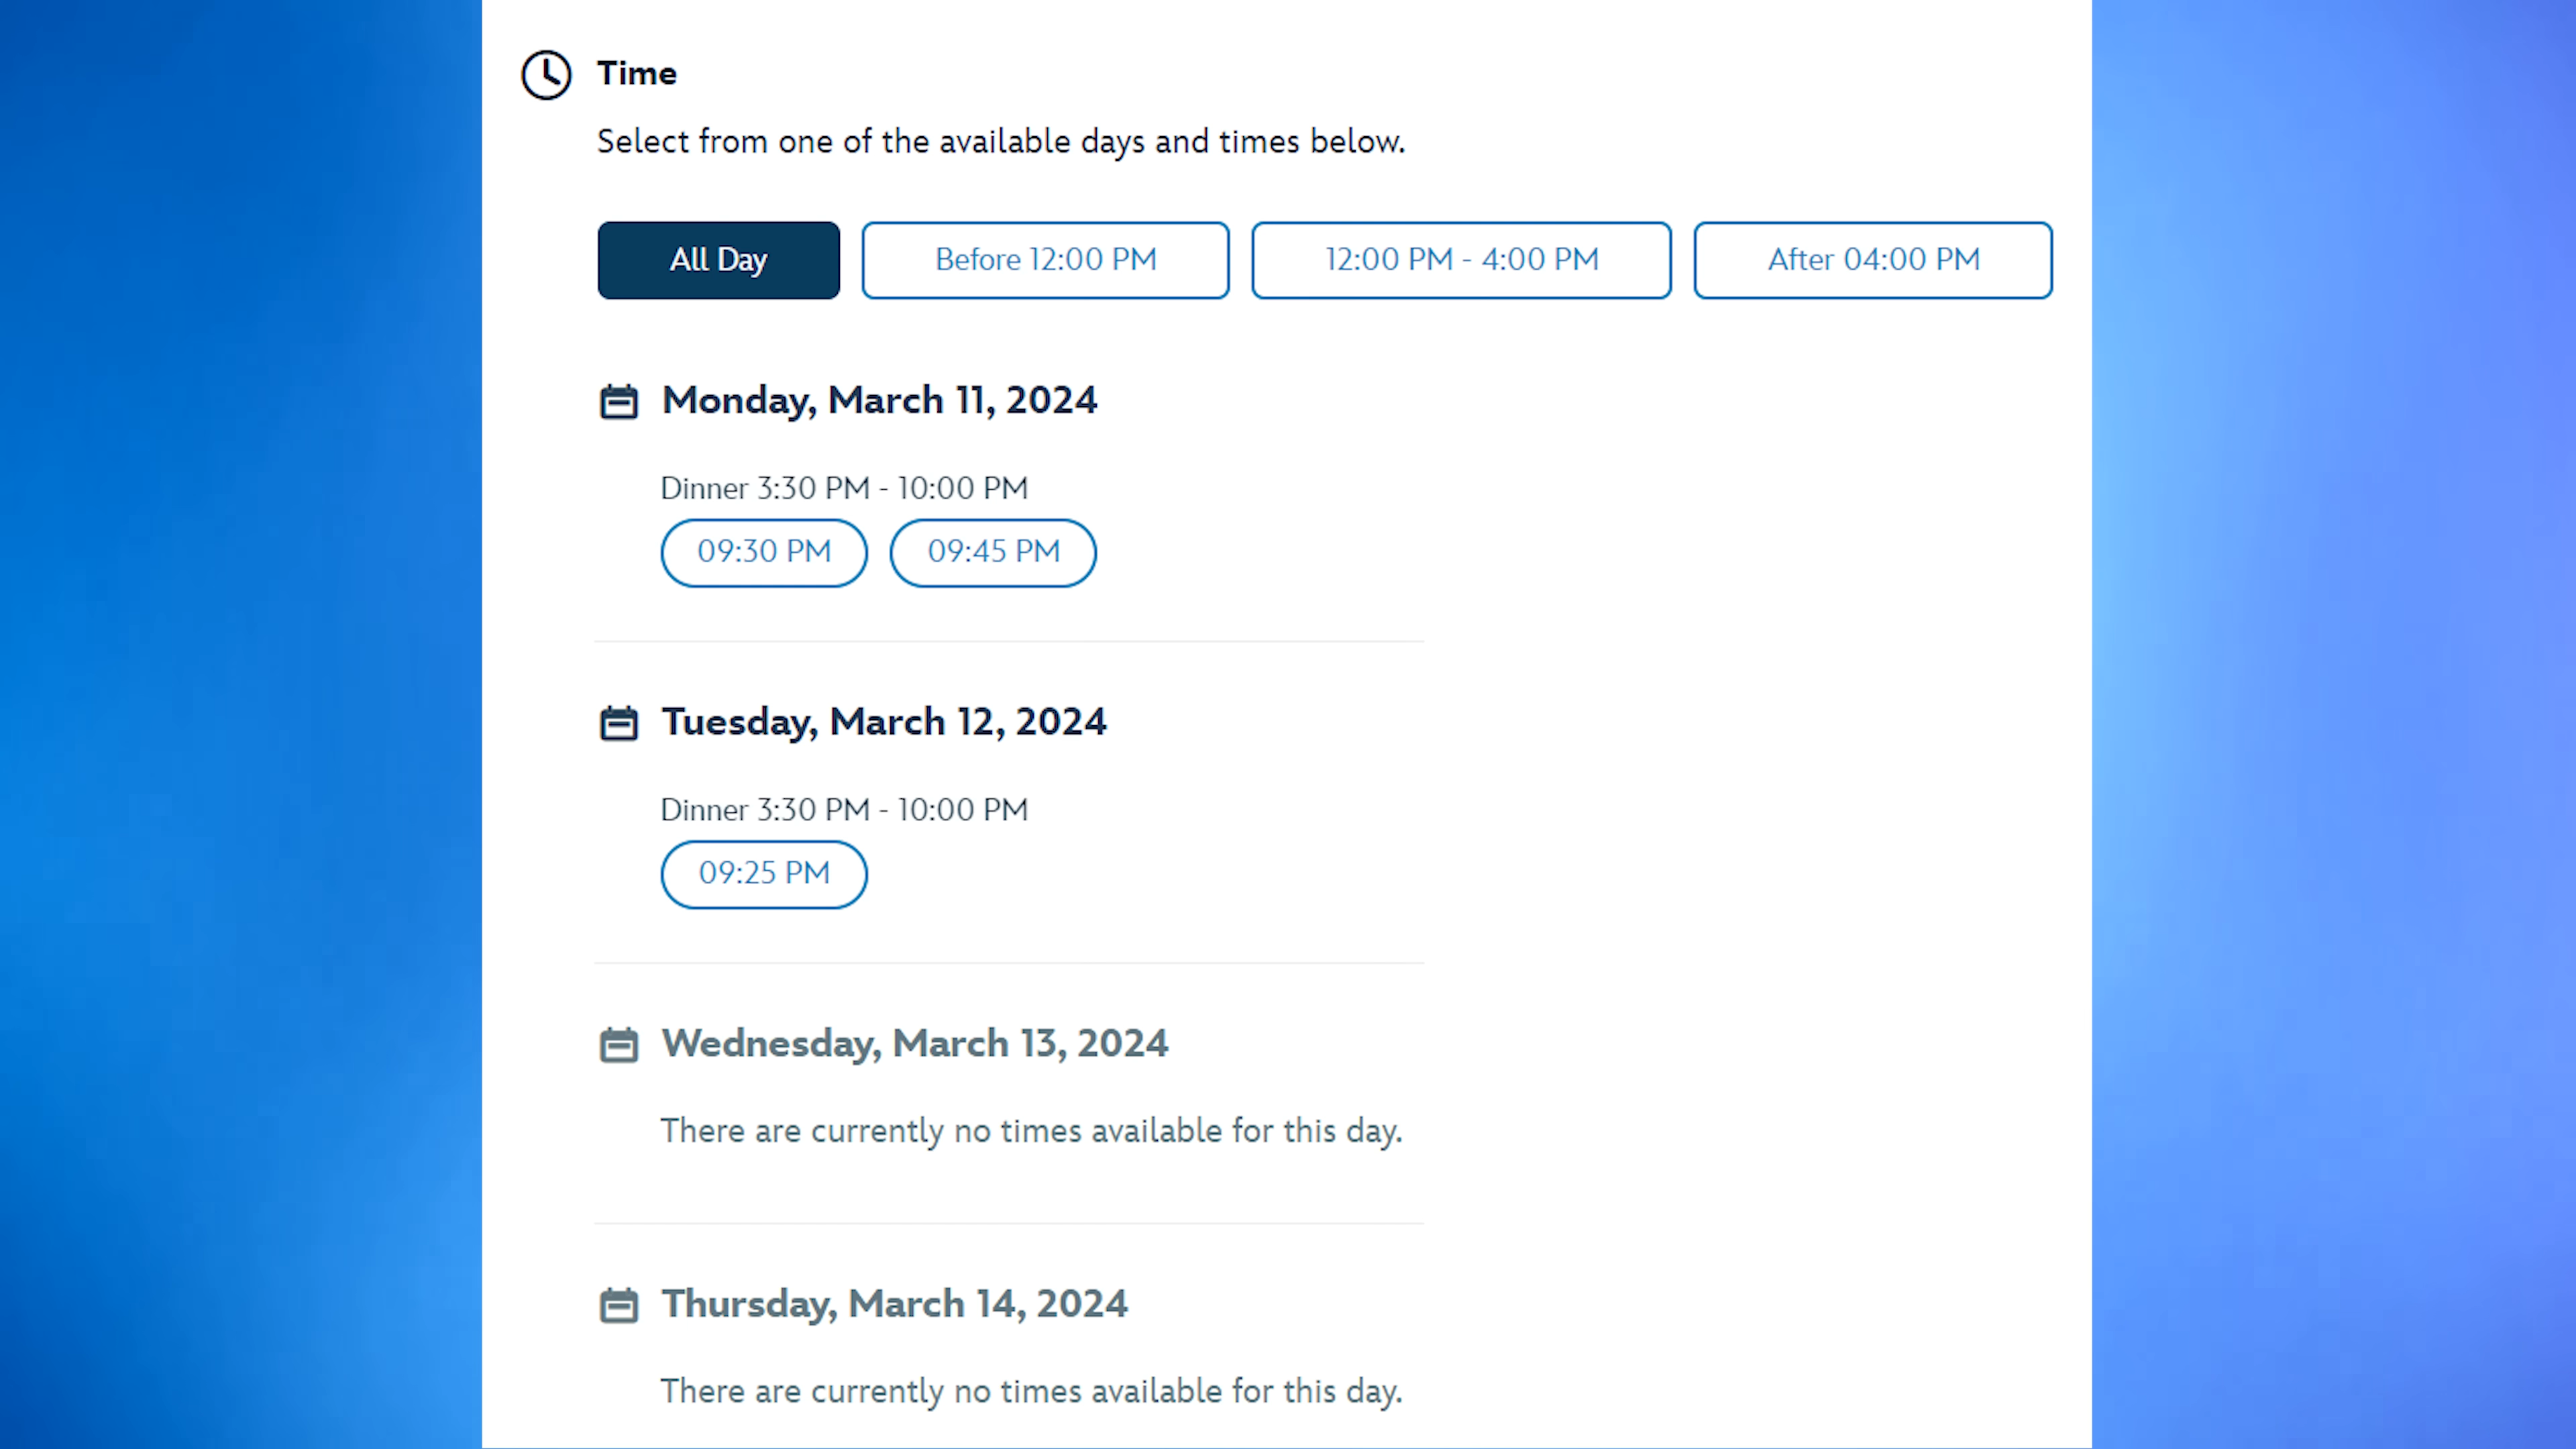 Time
Select from one of the available days and times below.
All Day
Before 12:00 PM
12:00 PM - 4:00 PM
After 04:00 PM
Monday, March 11, 2024
Dinner 3:30 PM - 10:00 PM
09:30 PM
09:45 PM
Tuesday, March 12, 2024
Dinner 3:30 PM - 10:00 PM
09:25 PM
Wednesday, March 13, 2024
There are currently no times available for this day.
Thursday, March 14, 2024
There are currently no times available for this day.